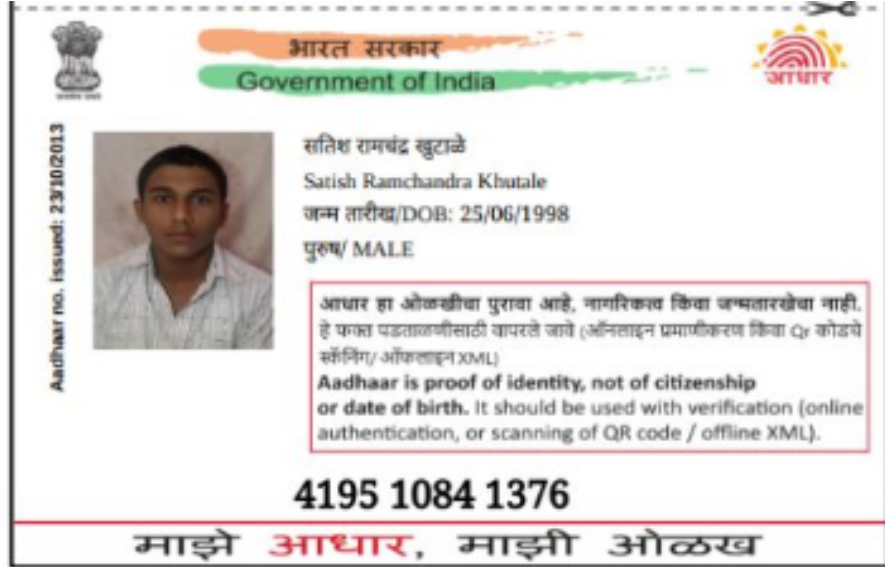 भारत सरकार
Government of India
आधार
Aadhaar no. issued: 23/10/2013
सतिश रामचंद्र खुटाळे
Satish Ramchandra Khutale
जन्म तारीख/DOB: 25/06/1998
पुरुष/ MALE
आधार हा ओळखीचा पुरावा आहे, नागरिकत्व किंवा जन्मतारखेचा नाही.
हे फक्त पडताळणीसाठी वापरले जावे (ऑनलाइन प्रमाणीकरण किंवा Qr कोडचे
स्कॅनिंग/ ऑफलाइन XML)
Aadhaar is proof of identity, not of citizenship
or date of birth. It should be used with verification (online
authentication, or scanning of QR code / offline XML).
4195 1084 1376
माझे आधार, माझी ओळख